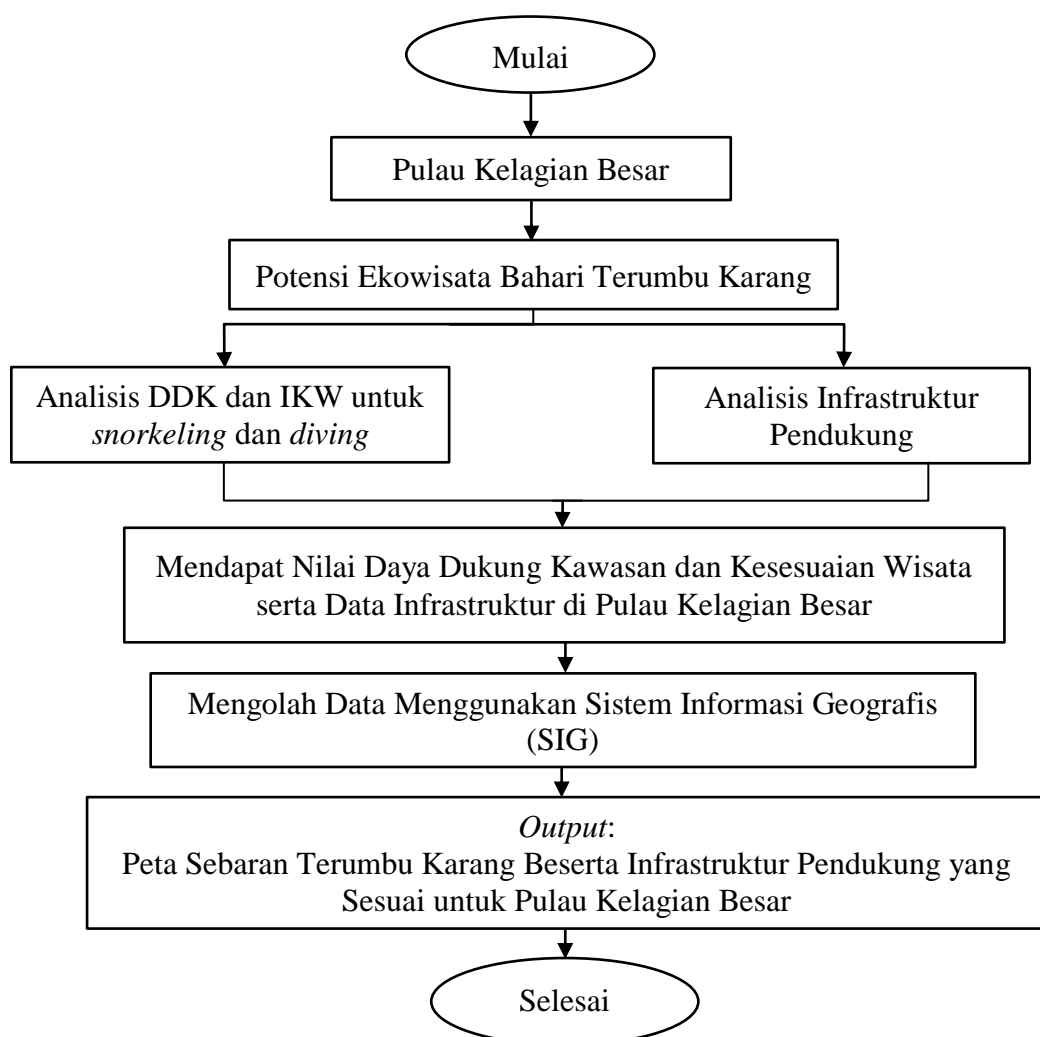 Mulai
Pulau Kelagian Besar
Potensi Ekowisata Bahari Terumbu Karang
Analisis DDK dan IKW untuk
snorkeling dan diving
Analisis Infrastruktur
Pendukung
Mendapat Nilai Daya Dukung Kawasan dan Kesesuaian Wisata
serta Data Infrastruktur di Pulau Kelagian Besar
Mengolah Data Menggunakan Sistem Informasi Geografis
(SIG)
Output:
Peta Sebaran Terumbu Karang Beserta Infrastruktur Pendukung yang
Sesuai untuk Pulau Kelagian Besar
Selesai